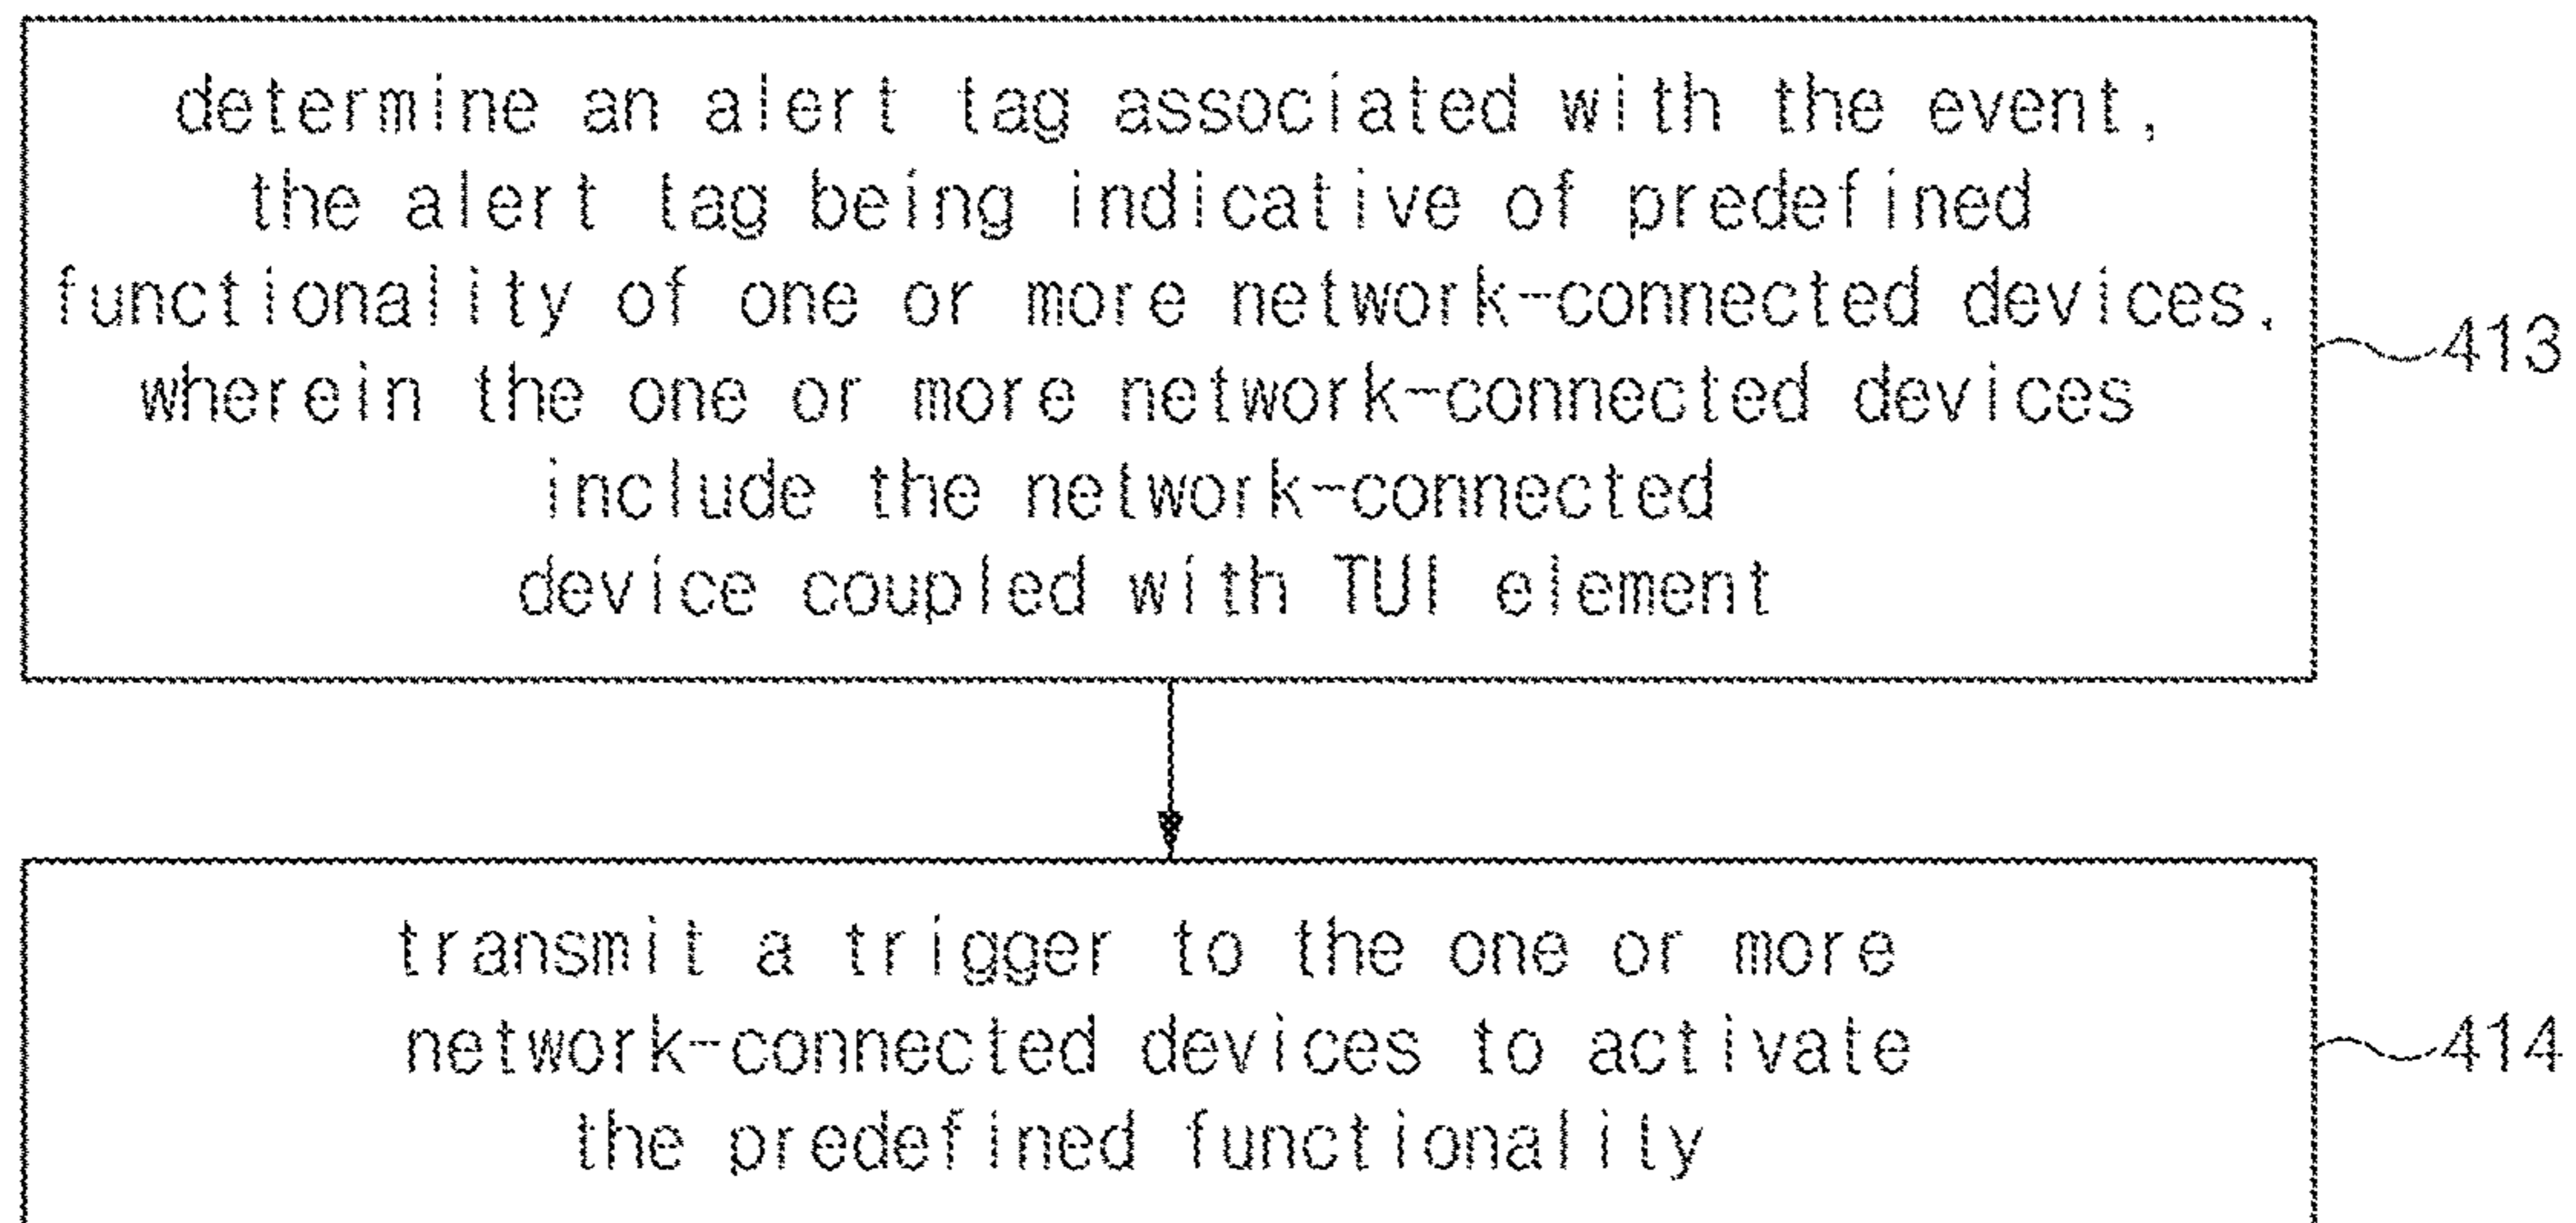 determine an alert tag associated with the event,
the alert tag being indicative of predefined
functionality of one or more network-connected devices,
wherein the one or more network-connected devices
include the network-connected
device coupled with TUI element
413
transmit a trigger to the one or more
network-connected devices to activate
the predefined functionality
414